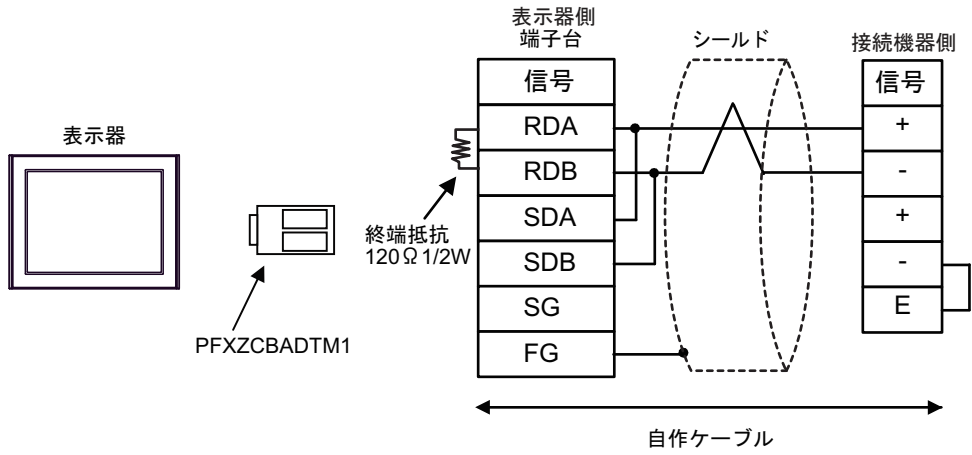 表示器
PFXZCBADTM1
終端抵抗
120Ω 1/2W
表示器側
端子台
信号
RDA
RDB
SDA
SDB
SG
FG
シールド
接続機器側
信号
+
-
+
-
E
自作ケーブル